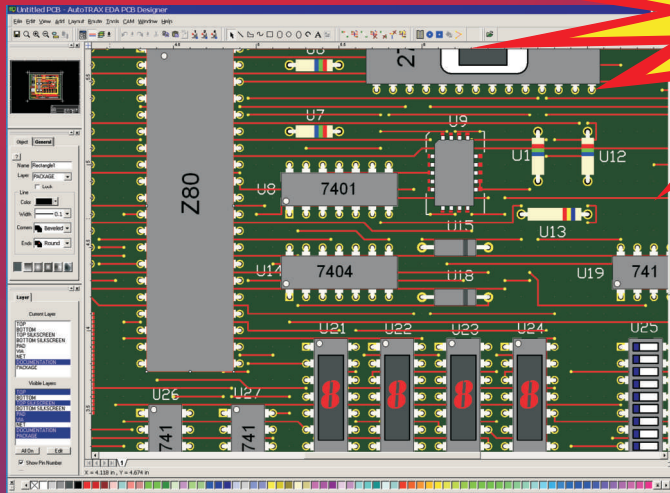 Untitled PCB - AutoTRAX EDA PCB Designer
File Edit View Add Layout Route Tools CAM Window Help
Object General
Name Rectangle1
Layer PACKAGE
Lock
Line
Color
Width 0.1
Corners Beveled
Ends Round
Layer
Current Layer
TOP
BOTTOM
TOP SILKSCREEN
BOTTOM SILKSCREEN
PAD
VIA
NET
DOCUMENTATION
PACKAGE
Visible Layers
TOP
BOTTOM
TOP SILKSCREEN
BOTTOM SILKSCREEN
PAD
VIA
NET
DOCUMENTATION
PACKAGE
All On Edit
Show Pin Number
U7
U9
U1
U12
Z80
U8
7401
U13
U15
U14
7404
U18
U19
741
U21 U22 U23 U24 U25
8 8 8 8
U26 U27
741 741
1
X = 4.118 in , Y = 4.674 in